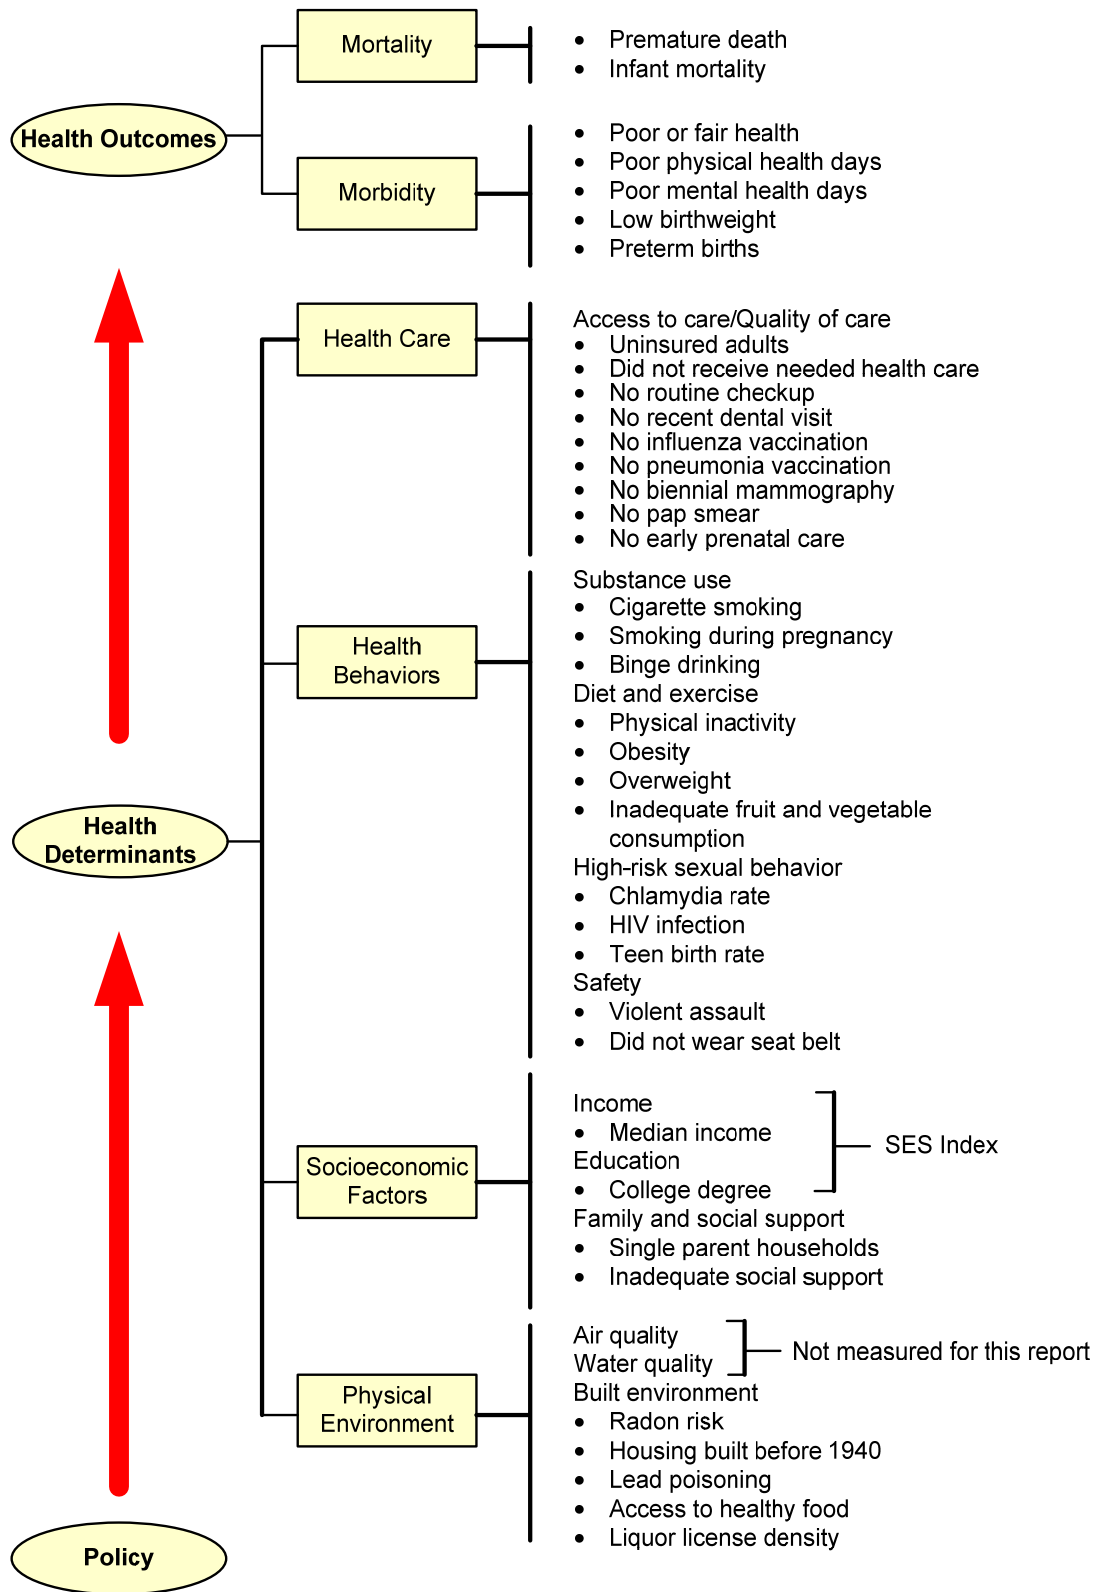 Mortality
• Premature death
• Infant mortality
Health Outcomes
Morbidity
• Poor or fair health
• Poor physical health days
• Poor mental health days
• Low birthweight
• Preterm births
Health Care
Access to care/Quality of care
• Uninsured adults
• Did not receive needed health care
• No routine checkup
• No recent dental visit
• No influenza vaccination
• No pneumonia vaccination
• No biennial mammography
• No pap smear
• No early prenatal care
Health
Behaviors
Substance use
• Cigarette smoking
• Smoking during pregnancy
• Binge drinking
Diet and exercise
• Physical inactivity
• Obesity
• Overweight
• Inadequate fruit and vegetable
consumption
High-risk sexual behavior
• Chlamydia rate
• HIV infection
• Teen birth rate
Safety
• Violent assault
• Did not wear seat belt
Health
Determinants
Socioeconomic
Factors
Income
• Median income
Education
• College degree
SES Index
Family and social support
• Single parent households
• Inadequate social support
Physical
Environment
Air quality
Water quality
Not measured for this report
Built environment
• Radon risk
• Housing built before 1940
• Lead poisoning
• Access to healthy food
• Liquor license density
Policy